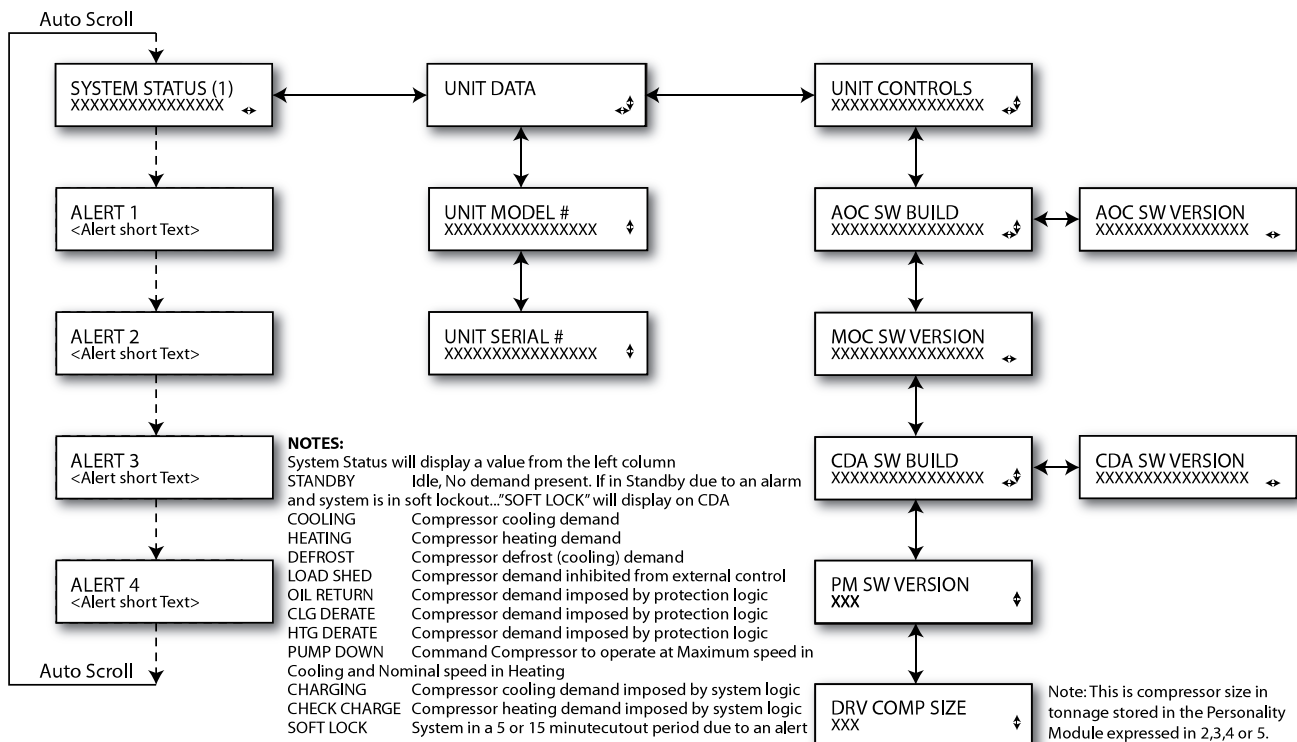 Auto Scroll
SYSTEM STATUS (1)
XXXXXXXXXXXXXXXX
UNIT DATA
UNIT CONTROLS
XXXXXXXXXXXXXXXX
ALERT 1
<Alert short Text>
UNIT MODEL #
XXXXXXXXXXXXXXXX
AOC SW BUILD
XXXXXXXXXXXXXXXX
AOC SW VERSION
XXXXXXXXXXXXXXXX
ALERT 2
<Alert short Text>
UNIT SERIAL #
XXXXXXXXXXXXXXXX
MOC SW VERSION
XXXXXXXXXXXXXXXX
ALERT 3
<Alert short Text>
CDA SW BUILD
XXXXXXXXXXXXXXXX
CDA SW VERSION
XXXXXXXXXXXXXXXX
ALERT 4
<Alert short Text>
PM SW VERSION
XXX
Auto Scroll
DRV COMP SIZE
XXX
Note: This is compressor size in
tonnage stored in the Personality
Module expressed in 2,3,4 or 5.
NOTES:
System Status will display a value from the left column
STANDBY Idle, No demand present. If in Standby due to an alarm
and system is in soft lockout..."SOFT LOCK" will display on CDA
COOLING Compressor cooling demand
HEATING Compressor heating demand
DEFROST Compressor defrost (cooling) demand
LOAD SHED Compressor demand inhibited from external control
OIL RETURN Compressor demand imposed by protection logic
CLG DERATE Compressor demand imposed by protection logic
HTG DERATE Compressor demand imposed by protection logic
PUMP DOWN Command Compressor to operate at Maximum speed in
Cooling and Nominal speed in Heating
CHARGING Compressor cooling demand imposed by system logic
CHECK CHARGE Compressor heating demand imposed by system logic
SOFT LOCK System in a 5 or 15 minutecutout period due to an alert